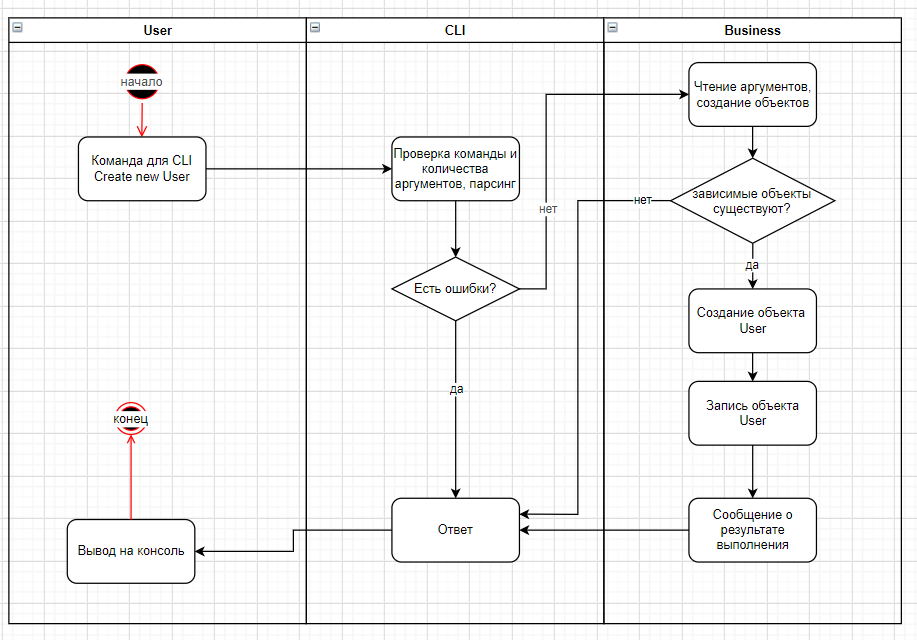 User
CLI
Business
начало
Команда для CLI
Create new User
Проверка команды и
количества
аргументов, парсинг
Есть ошибки?
нет
да
Чтение аргументов,
создание объектов
зависимые объекты
существуют?
нет
да
Создание объекта
User
Запись объекта
User
Сообщение о
результате
выполнения
Ответ
Вывод на консоль
конец